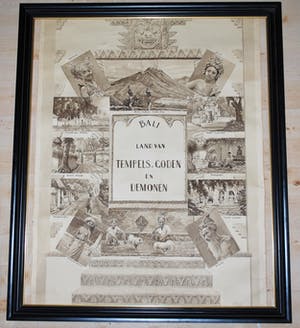 BALI
LAND VAN
TEMPELS, GODEN
EN
DEMONEN